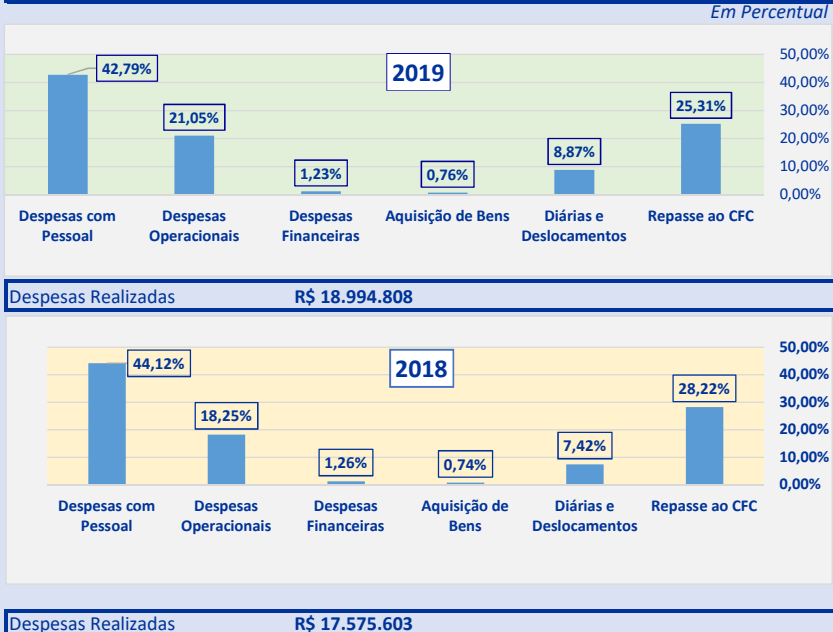 Em Percentual
2019
50,00%
40,00%
30,00%
20,00%
10,00%
0,00%
42,79%
21,05%
1,23%
0,76%
8,87%
25,31%
Despesas com Pessoal
Despesas Operacionais
Despesas Financeiras
Aquisição de Bens
Diárias e Deslocamentos
Repasse ao CFC
Despesas Realizadas R$ 18.994.808
2018
50,00%
40,00%
30,00%
20,00%
10,00%
0,00%
44,12%
18,25%
1,26%
0,74%
7,42%
28,22%
Despesas com Pessoal
Despesas Operacionais
Despesas Financeiras
Aquisição de Bens
Diárias e Deslocamentos
Repasse ao CFC
Despesas Realizadas R$ 17.575.603